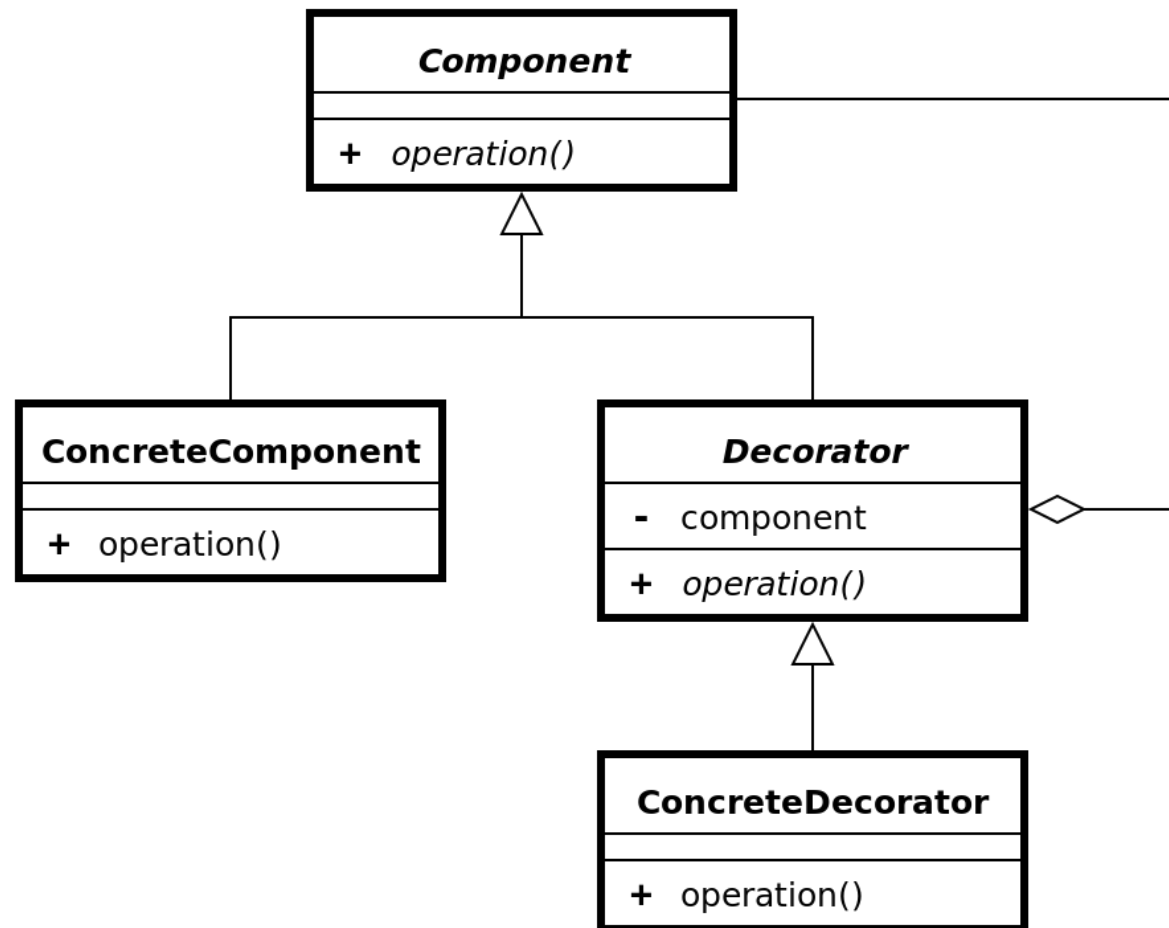 Component
+ operation()
ConcreteComponent
+ operation()
Decorator
- component
+ operation()
ConcreteDecorator
+ operation()